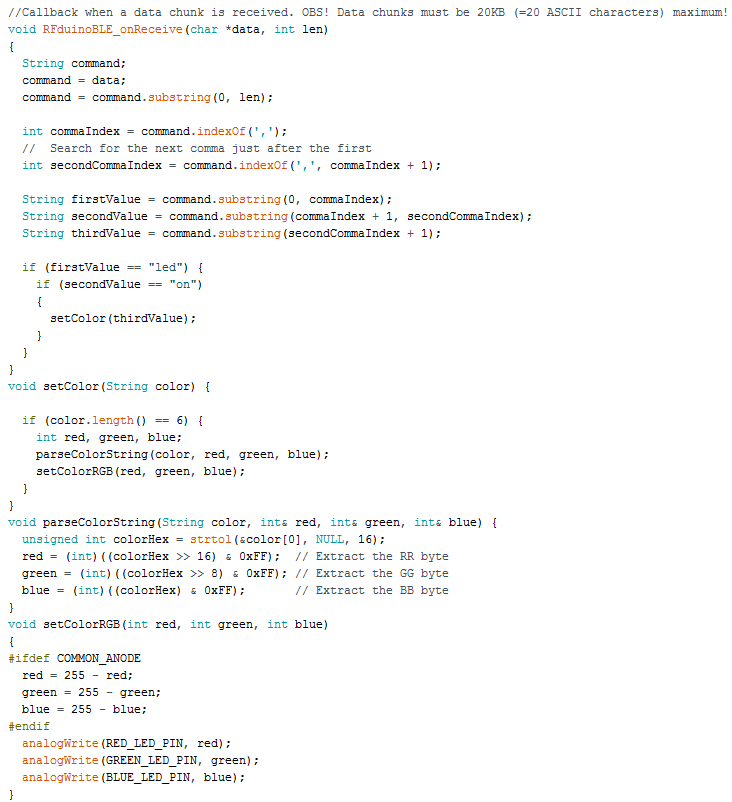 //Callback when a data chunk is received. OBS! Data chunks must be 20KB (=20 ASCII characters) maximum!
void RFduinoBLE_onReceive(char *data, int len)
{
  String command;
  command = data;
  command = command.substring(0, len);

  int commaIndex = command.indexOf(',');
  //  Search for the next comma just after the first
  int secondCommaIndex = command.indexOf(',', commaIndex + 1);

  String firstValue = command.substring(0, commaIndex);
  String secondValue = command.substring(commaIndex + 1, secondCommaIndex);
  String thirdValue = command.substring(secondCommaIndex + 1);

  if (firstValue == "led") {
    if (secondValue == "on")
    {
      setColor(thirdValue);
    }
  }
}
void setColor(String color) {

  if (color.length() == 6) {
    int red, green, blue;
    parseColorString(color, red, green, blue);
    setColorRGB(red, green, blue);
  }
}
void parseColorString(String color, int& red, int& green, int& blue) {
  unsigned int colorHex = strtol(&color[0], NULL, 16);
  red = (int)((colorHex >> 16) & 0xFF);  // Extract the RR byte
  green = (int)((colorHex >> 8) & 0xFF); // Extract the GG byte
  blue = (int)((colorHex) & 0xFF);       // Extract the BB byte
}
void setColorRGB(int red, int green, int blue)
{
#ifdef COMMON_ANODE
  red = 255 - red;
  green = 255 - green;
  blue = 255 - blue;
#endif
  analogWrite(RED_LED_PIN, red);
  analogWrite(GREEN_LED_PIN, green);
  analogWrite(BLUE_LED_PIN, blue);
}